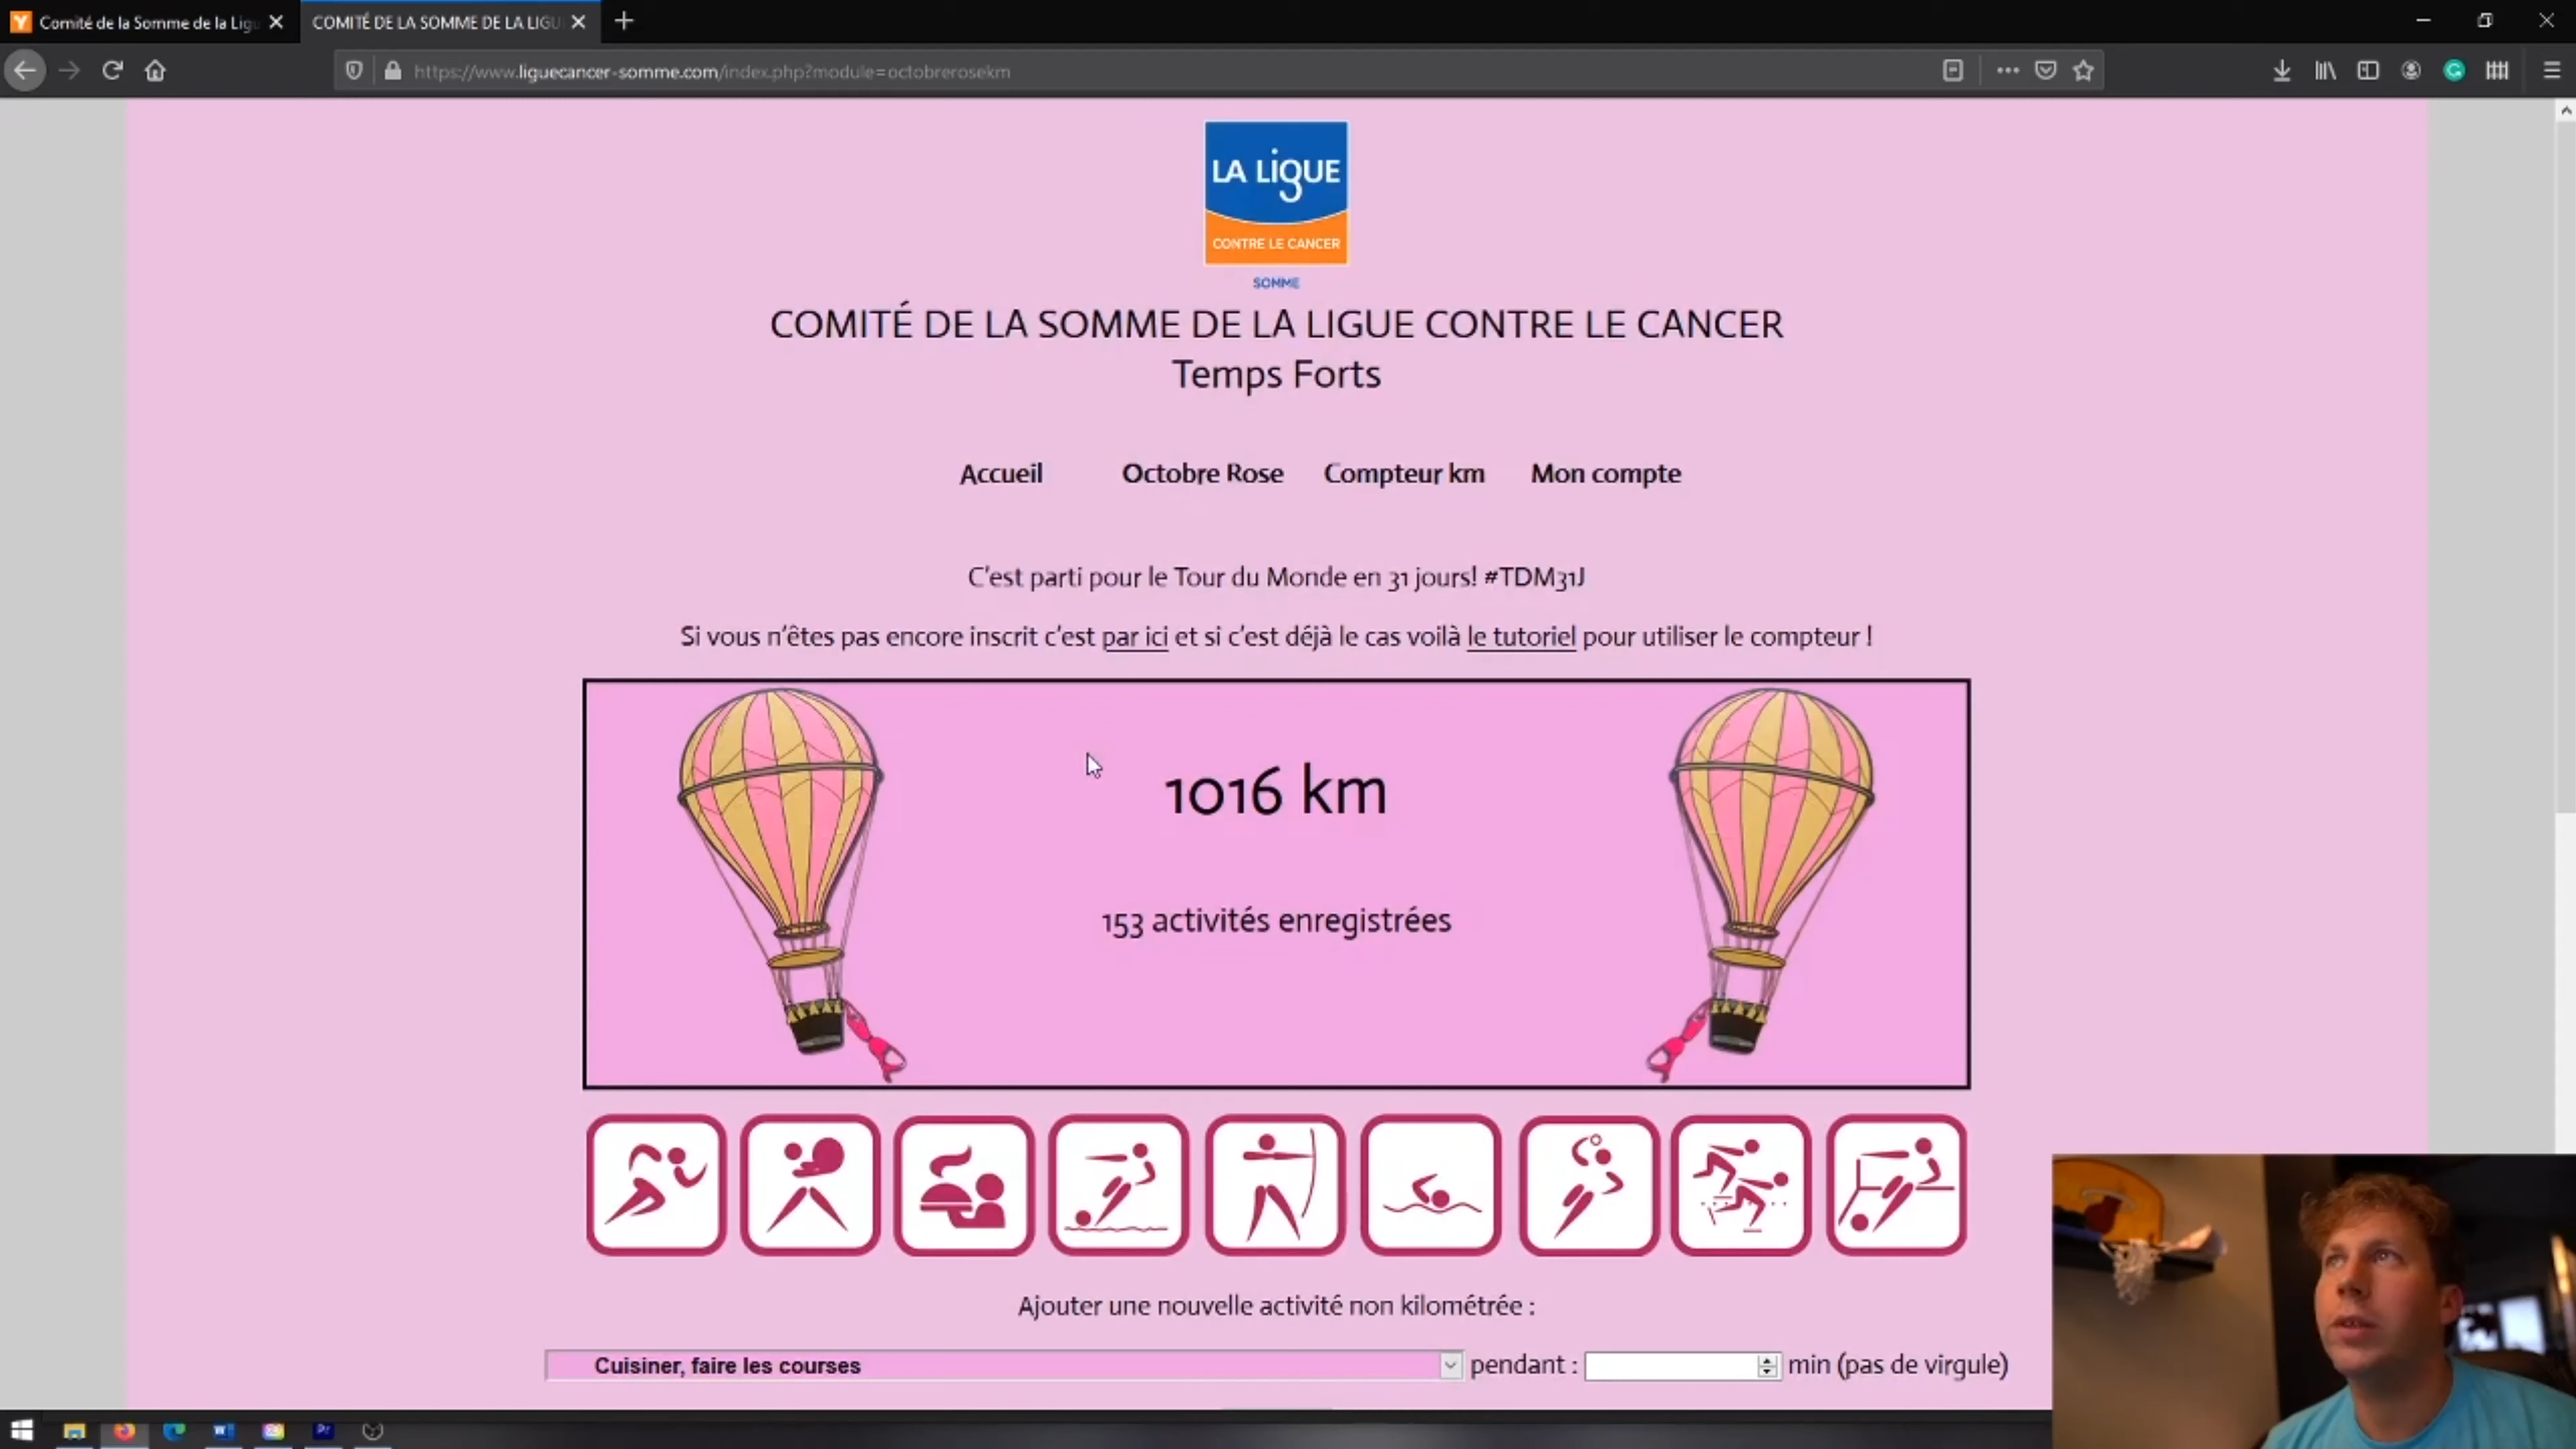 Comité de la Somme de la Lig
COMITÉ DE LA SOMME DE LA LIGU
https://www.liguecancer-somme.com/index.php?module=octobrerosekm
LA LiGUE
CONTRE LE CANCER
SOMME
COMITÉ DE LA SOMME DE LA LIGUE CONTRE LE CANCER
Temps Forts
Accueil Octobre Rose Compteur km Mon compte
C'est parti pour le Tour du Monde en 31 jours! #TDM31J
Si vous n'êtes pas encore inscrit c'est par ici et si c'est déjà le cas voilà le tutoriel pour utiliser le compteur !
1016 km
153 activités enregistrées
Ajouter une nouvelle activité non kilométrée :
Cuisiner, faire les courses pendant : min (pas de virgule)